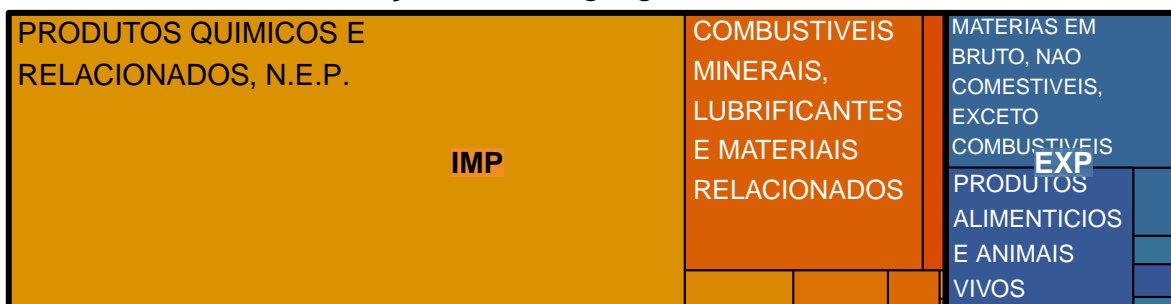 PRODUTOS QUIMICOS E
RELACIONADOS, N.E.P.
IMP
COMBUSTIVEIS
MINERAIS,
LUBRIFICANTES
E MATERIAIS
RELACIONADOS
MATERIAS EM
BRUTO, NAO
COMESTIVEIS,
EXCETO
COMBUSTIVEIS
EXP
PRODUTOS
ALIMENTICIOS
E ANIMAIS
VIVOS